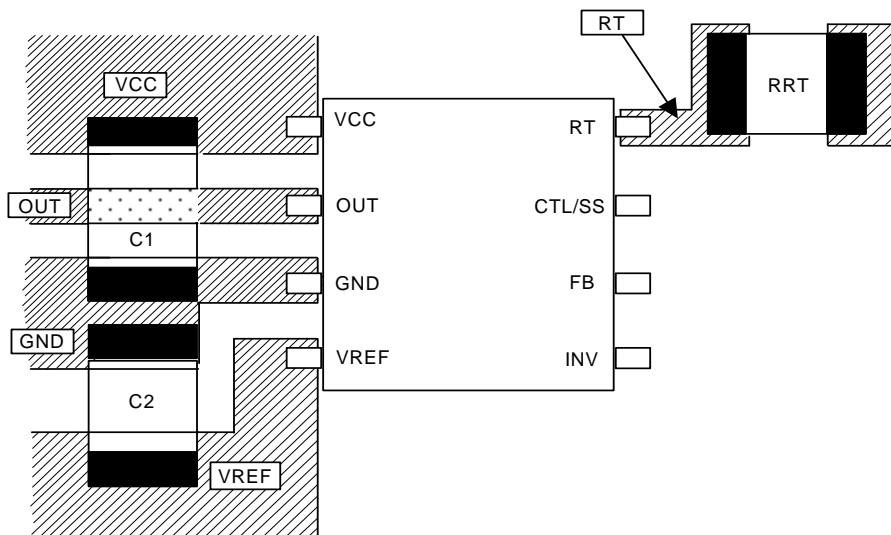 RT
VCC
RRT
VCC
RT
OUT
OUT
CTL/SS
C1
GND
FB
GND
VREF
INV
C2
VREF